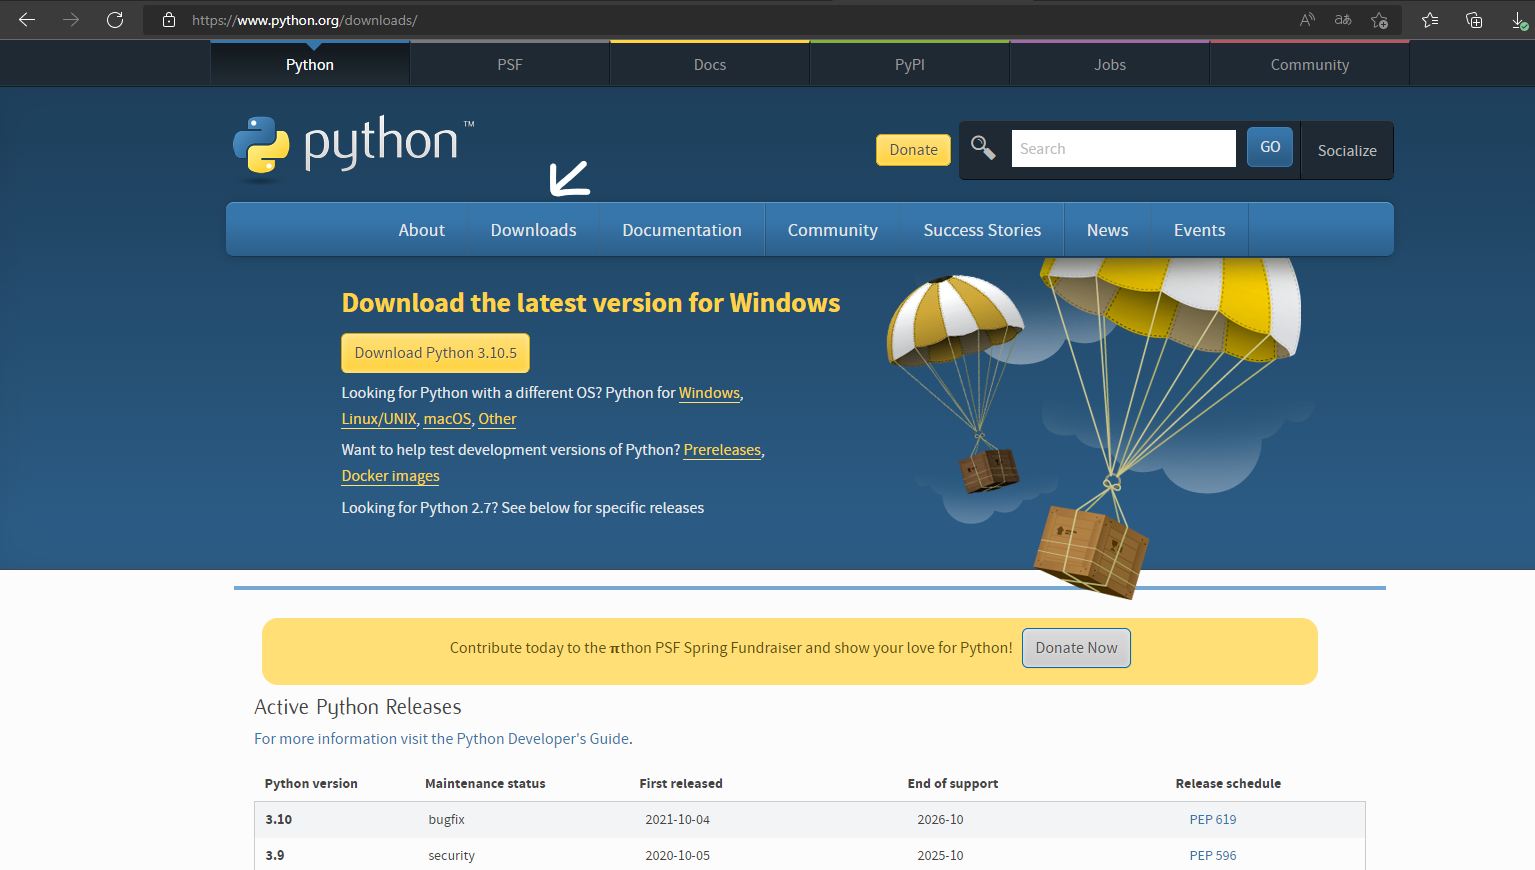 https://www.python.org/downloads/
Python PSF Docs PyPI Jobs Community
python™
Donate Search GO Socialize
About Downloads Documentation Community Success Stories News Events
Download the latest version for Windows
Download Python 3.10.5
Looking for Python with a different OS? Python for Windows,
Linux/UNIX, macOS, Other
Want to help test development versions of Python? Prereleases,
Docker images
Looking for Python 2.7? See below for specific releases
Contribute today to the πthon PSF Spring Fundraiser and show your love for Python! Donate Now
Active Python Releases
For more information visit the Python Developer's Guide.
Python version Maintenance status First released End of support Release schedule
3.10 bugfix 2021-10-04 2026-10 PEP 619
3.9 security 2020-10-05 2025-10 PEP 596